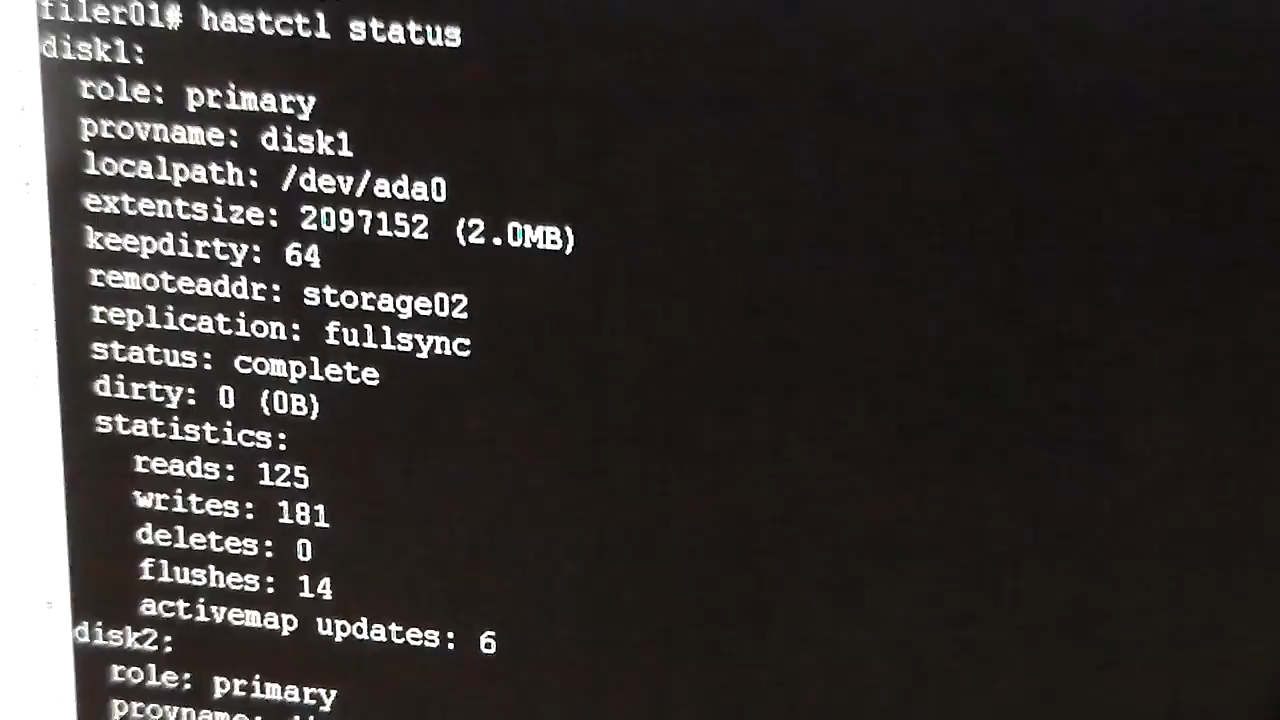 filer01# hastctl status
disk1:
role: primary
provname: disk1
localpath: /dev/ada0
extentsize: 2097152 (2.0MB)
keepdirty: 64
remoteaddr: storage02
replication: fullsync
status: complete
dirty: 0 (0B)
statistics:
reads: 125
writes: 181
deletes: 0
flushes: 14
activemap updates: 6
disk2:
role: primary
provname: